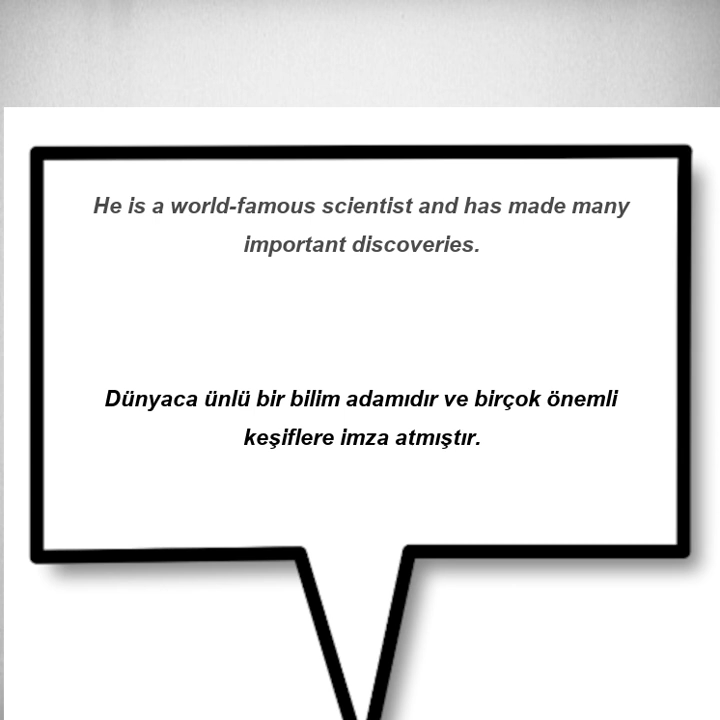 He is a world-famous scientist and has made many
important discoveries.
Dünyaca ünlü bir bilim adamıdır ve birçok önemli
keşiflere imza atmıştır.